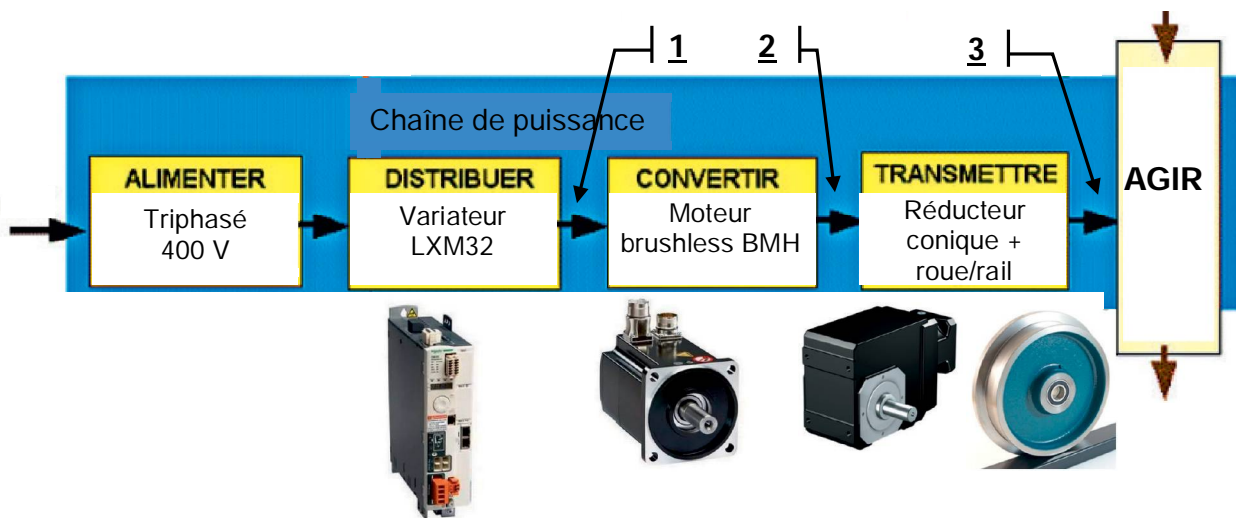 1
2
3
Chaîne de puissance
ALIMENTER
Triphasé
400 V
DISTRIBUER
Variateur
LXM32
CONVERTIR
Moteur
brushless BMH
TRANSMETTRE
Réducteur
conique +
roue/rail
AGIR